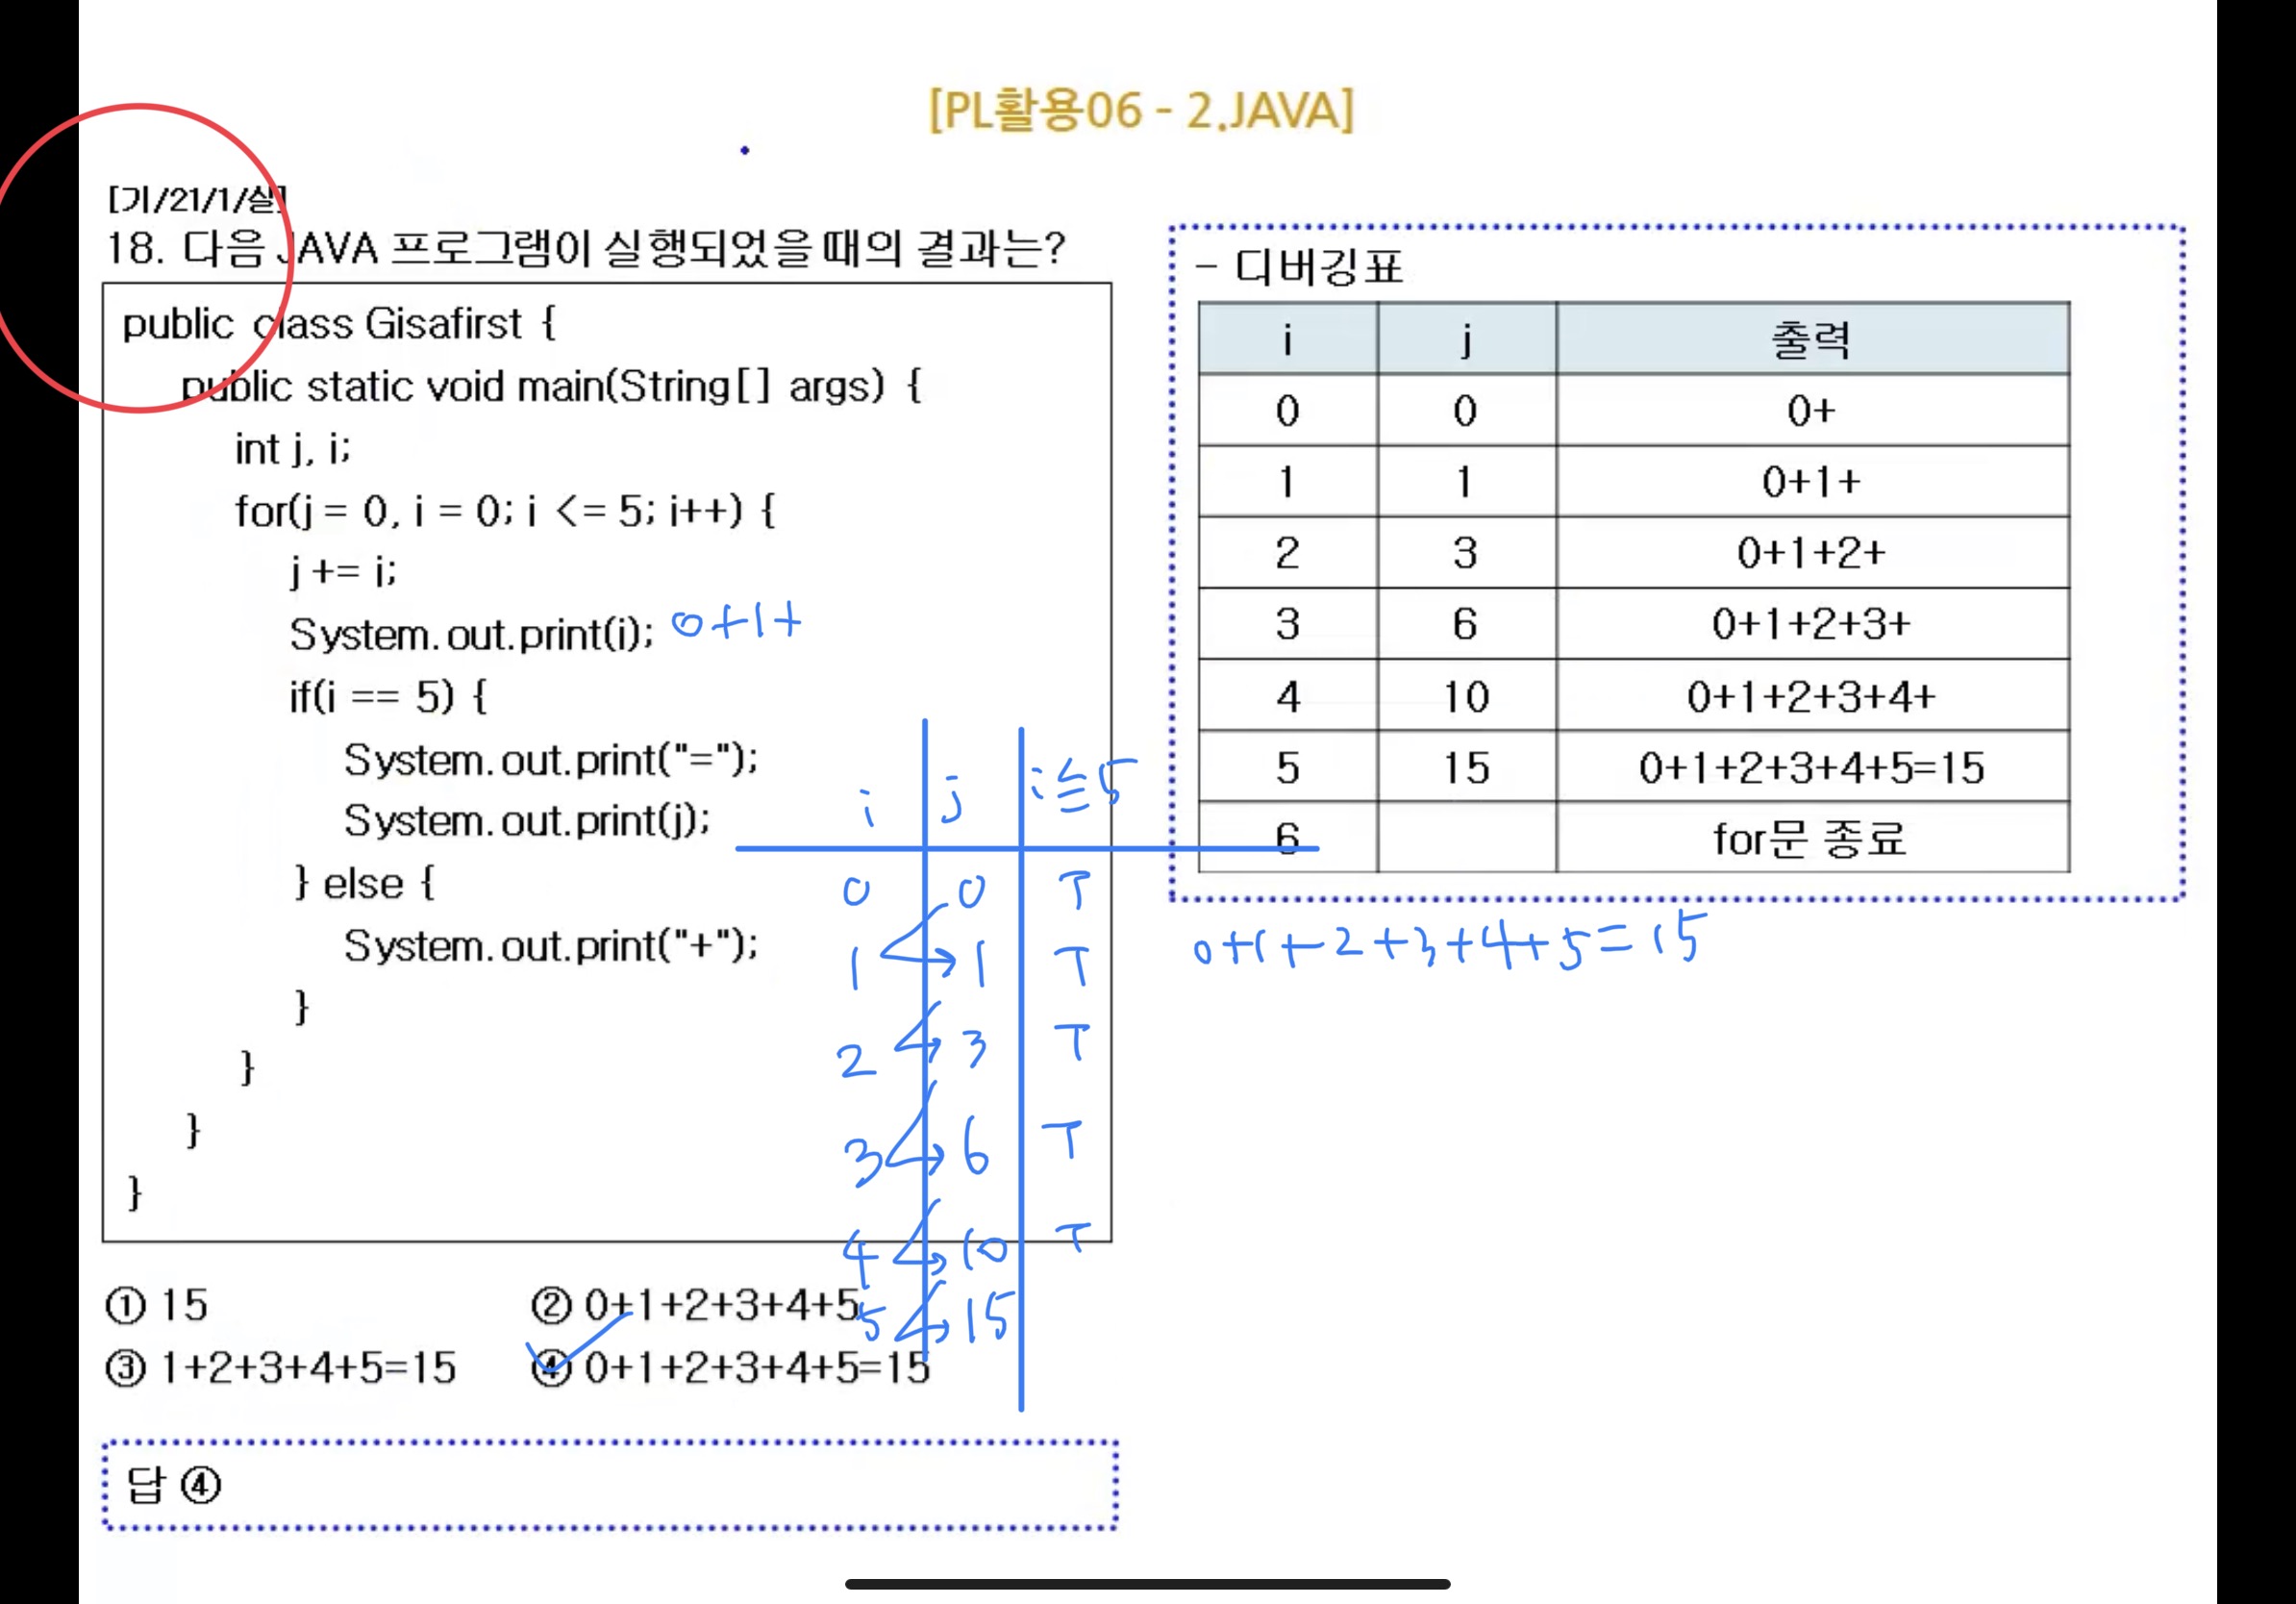 [PL활용06 - 2.JAVA]
[기/21/1/실]
18. 다음 JAVA 프로그램이 실행되었을 때의 결과는?
public class Gisafirst {
public static void main(String[] args) {
int j, i;
for(j = 0, i = 0; i <= 5; i++) {
j += i;
System.out.print(i); 0+1+
if(i == 5) {
System.out.print("=");
System.out.print(j);
} else {
System.out.print("+");
}
}
}
}
i j i≦5
0 0 T
1 1 T
2 3 T
3 6 T
4 10 T
5 15
① 15 ② 0+1+2+3+4+5
③ 1+2+3+4+5=15 ④ 0+1+2+3+4+5=15
답 ④
- 디버깅표
i j 출력
0 0 0+
1 1 0+1+
2 3 0+1+2+
3 6 0+1+2+3+
4 10 0+1+2+3+4+
5 15 0+1+2+3+4+5=15
6 for문 종료
0+1+2+3+4+5=15